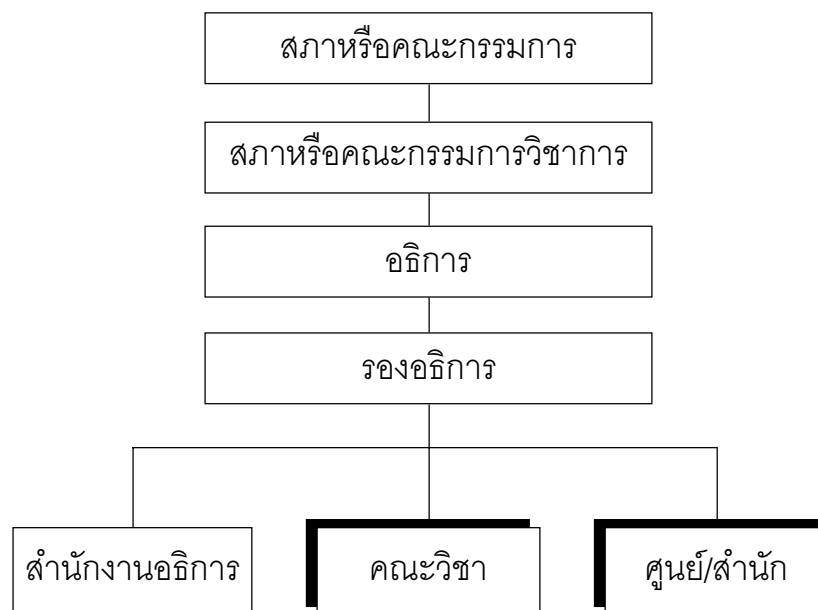 สภาหรือคณะกรรมการ
สภาหรือคณะกรรมการวิชาการ
อธิการ
รองอธิการ
สำนักงานอธิการ
คณะวิชา
ศูนย์/สำนัก